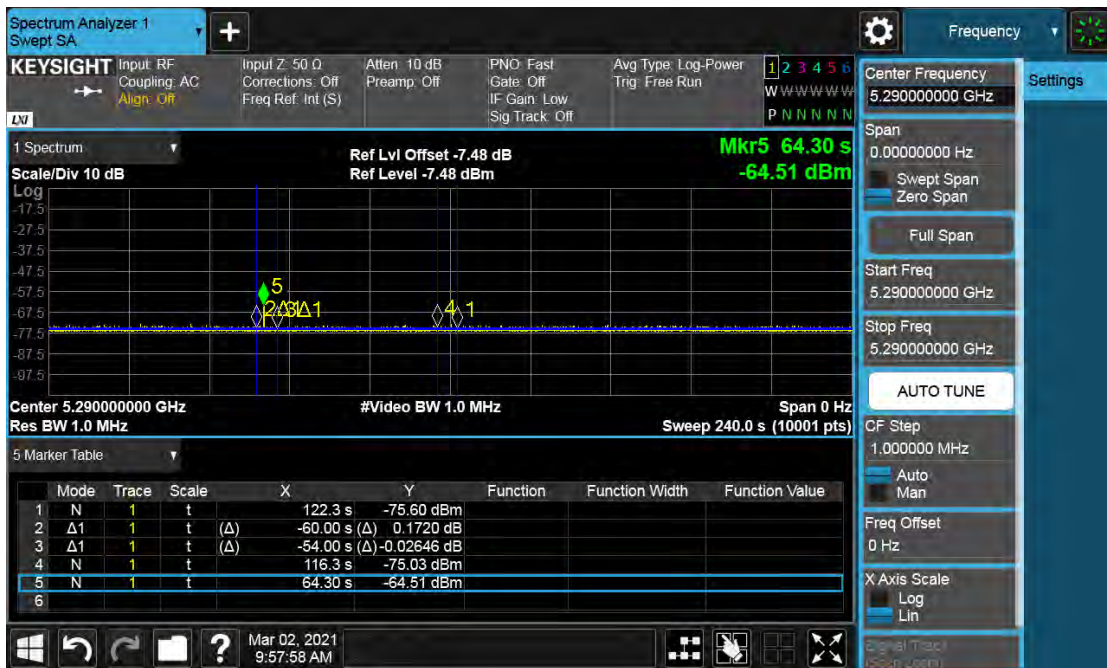 Spectrum Analyzer 1
Swept SA
+
Frequency
KEYSIGHT
LXI
Input: RF
Coupling: AC
Align: Off
Input Z: 50 Ω
Corrections: Off
Freq Ref: Int (S)
Atten: 10 dB
Preamp: Off
PNO: Fast
Gate: Off
IF Gain: Low
Sig Track: Off
Avg Type: Log-Power
Trig: Free Run
1 2 3 4 5 6
W W W W W W
P N N N N N
1 Spectrum
Scale/Div 10 dB
Ref Lvl Offset -7.48 dB
Ref Level -7.48 dBm
Mkr5 64.30 s
-64.51 dBm
Log
-17.5
-27.5
-37.5
-47.5
-57.5
-67.5
-77.5
-87.5
-97.5
5
4 1
Center 5.290000000 GHz
#Video BW 1.0 MHz
Span 0 Hz
Res BW 1.0 MHz
Sweep 240.0 s (10001 pts)
5 Marker Table
Mode Trace Scale X Y Function Function Width Function Value
1 N 1 t 122.3 s -75.60 dBm
2 Δ1 1 t (Δ) -60.00 s (Δ) 0.1720 dB
3 Δ1 1 t (Δ) -54.00 s (Δ) -0.02646 dB
4 N 1 t 116.3 s -75.03 dBm
5 N 1 t 64.30 s -64.51 dBm
6
?
Mar 02, 2021
9:57:58 AM
Center Frequency
5.290000000 GHz
Span
0.00000000 Hz
Swept Span
Zero Span
Full Span
Start Freq
5.290000000 GHz
Stop Freq
5.290000000 GHz
AUTO TUNE
CF Step
1.000000 MHz
Auto
Man
Freq Offset
0 Hz
X Axis Scale
Log
Lin
Signal Track
Settings